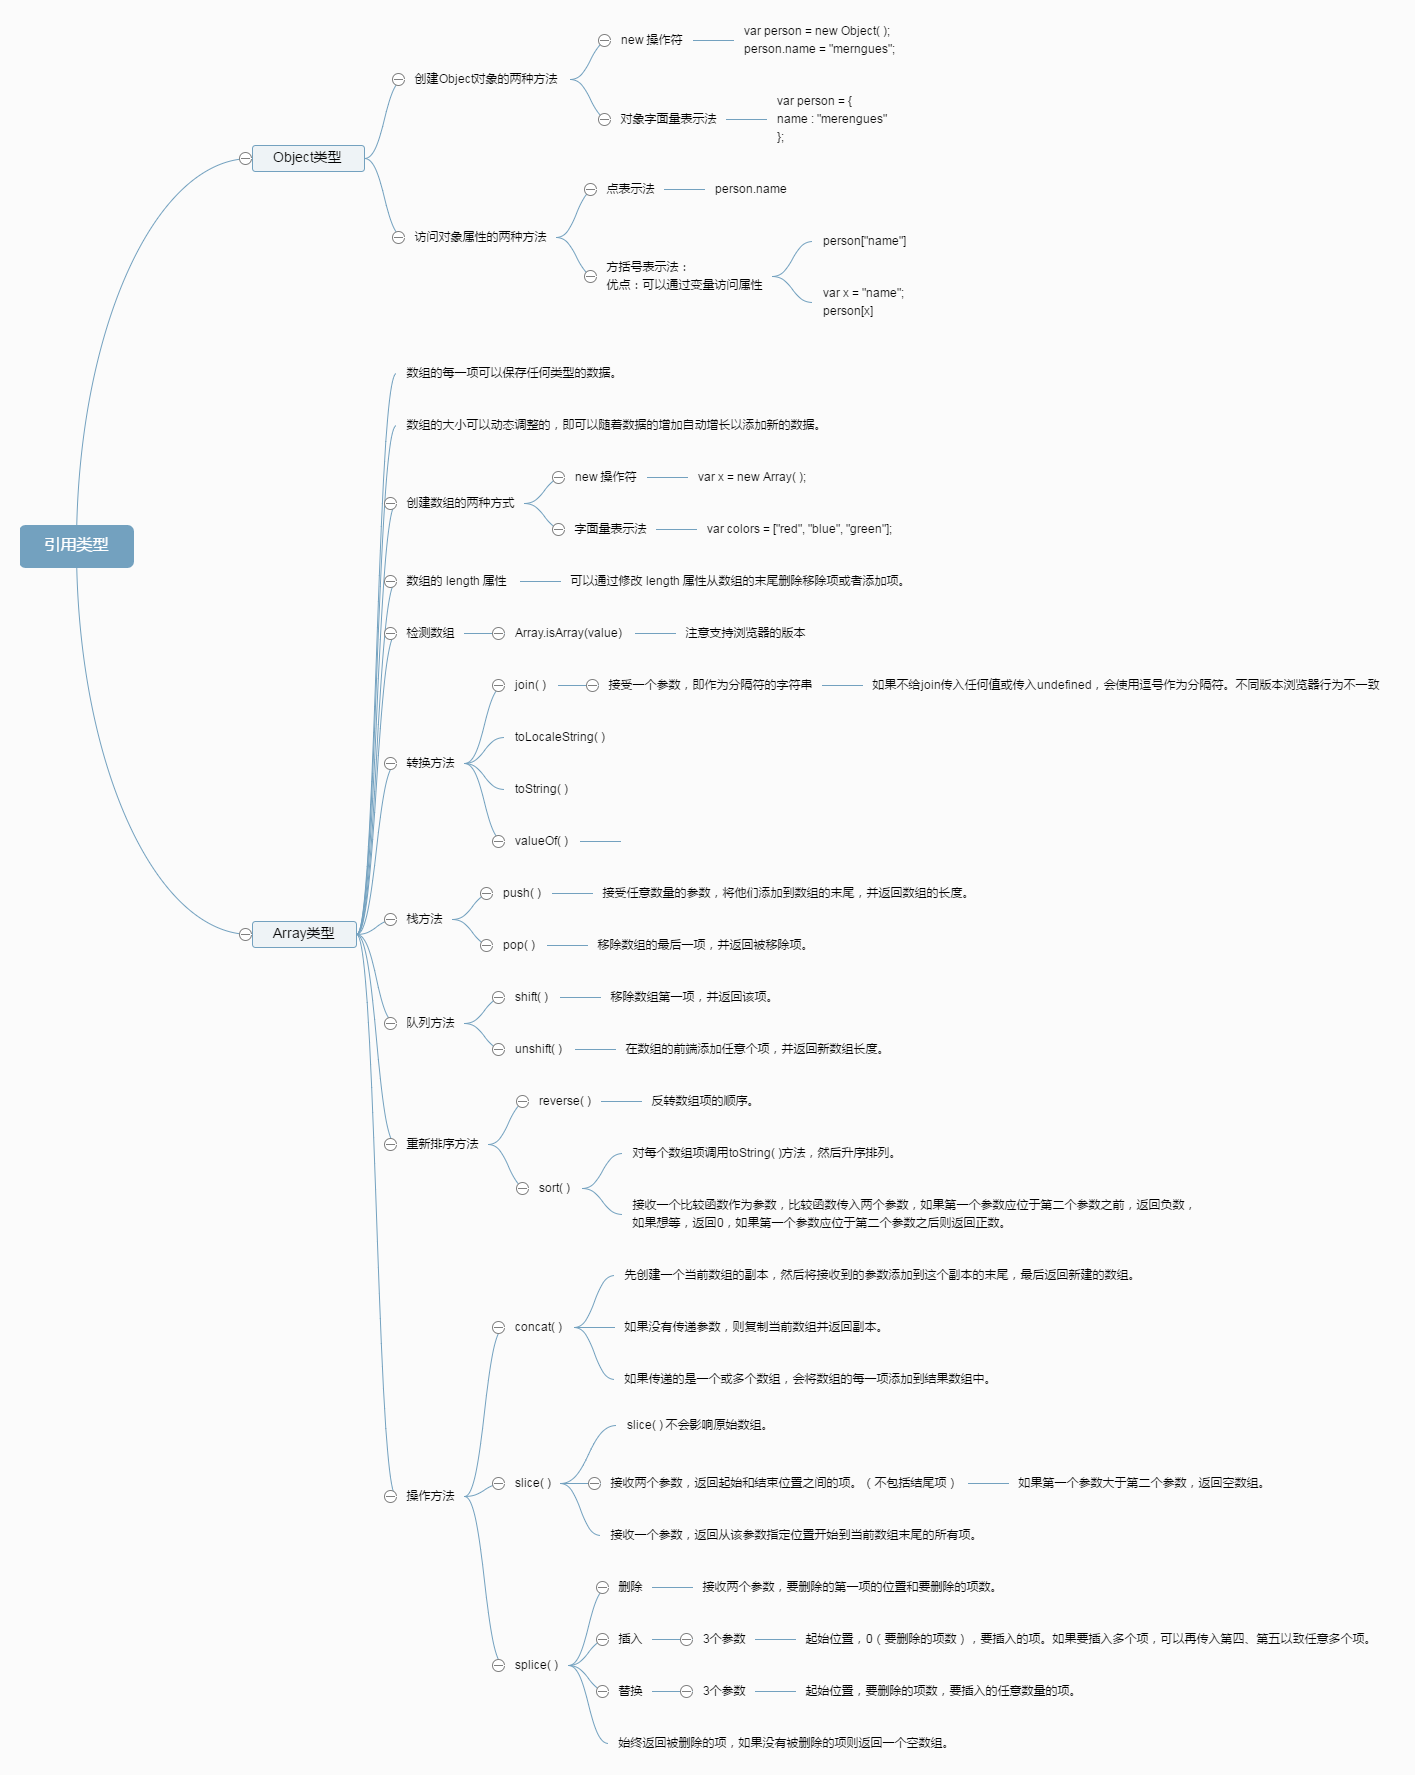 引用类型
Object类型
创建Object对象的两种方法
new 操作符
var person = new Object( );
person.name = "merngues";
对象字面量表示法
var person = {
name : "merengues"
};
访问对象属性的两种方法
点表示法
person.name
方括号表示法：
优点：可以通过变量访问属性
person["name"]
var x = "name";
person[x]
Array类型
数组的每一项可以保存任何类型的数据。
数组的大小可以动态调整的，即可以随着数据的增加自动增长以添加新的数据。
创建数组的两种方式
new 操作符
var x = new Array( );
字面量表示法
var colors = ["red", "blue", "green"];
数组的 length 属性
可以通过修改 length 属性从数组的末尾删除移除项或者添加项。
检测数组
Array.isArray(value)
注意支持浏览器的版本
转换方法
join( )
接受一个参数，即作为分隔符的字符串
如果不给join传入任何值或传入undefined，会使用逗号作为分隔符。不同版本浏览器行为不一致
toLocaleString( )
toString( )
valueOf( )
栈方法
push( )
接受任意数量的参数，将他们添加到数组的末尾，并返回数组的长度。
pop( )
移除数组的最后一项，并返回被移除项。
队列方法
shift( )
移除数组第一项，并返回该项。
unshift( )
在数组的前端添加任意个项，并返回新数组长度。
重新排序方法
reverse( )
反转数组项的顺序。
sort( )
对每个数组项调用toString( )方法，然后升序排列。
接收一个比较函数作为参数，比较函数传入两个参数，如果第一个参数应位于第二个参数之前，返回负数，
如果想等，返回0，如果第一个参数应位于第二个参数之后则返回正数。
操作方法
concat( )
先创建一个当前数组的副本，然后将接收到的参数添加到这个副本的末尾，最后返回新建的数组。
如果没有传递参数，则复制当前数组并返回副本。
如果传递的是一个或多个数组，会将数组的每一项添加到结果数组中。
slice( )
slice( ) 不会影响原始数组。
接收两个参数，返回起始和结束位置之间的项。（不包括结尾项）
如果第一个参数大于第二个参数，返回空数组。
接收一个参数，返回从该参数指定位置开始到当前数组末尾的所有项。
splice( )
删除
接收两个参数，要删除的第一项的位置和要删除的项数。
插入
3个参数
起始位置，0（要删除的项数），要插入的项。如果要插入多个项，可以再传入第四、第五以致任意多个项。
替换
3个参数
起始位置，要删除的项数，要插入的任意数量的项。
始终返回被删除的项，如果没有被删除的项则返回一个空数组。